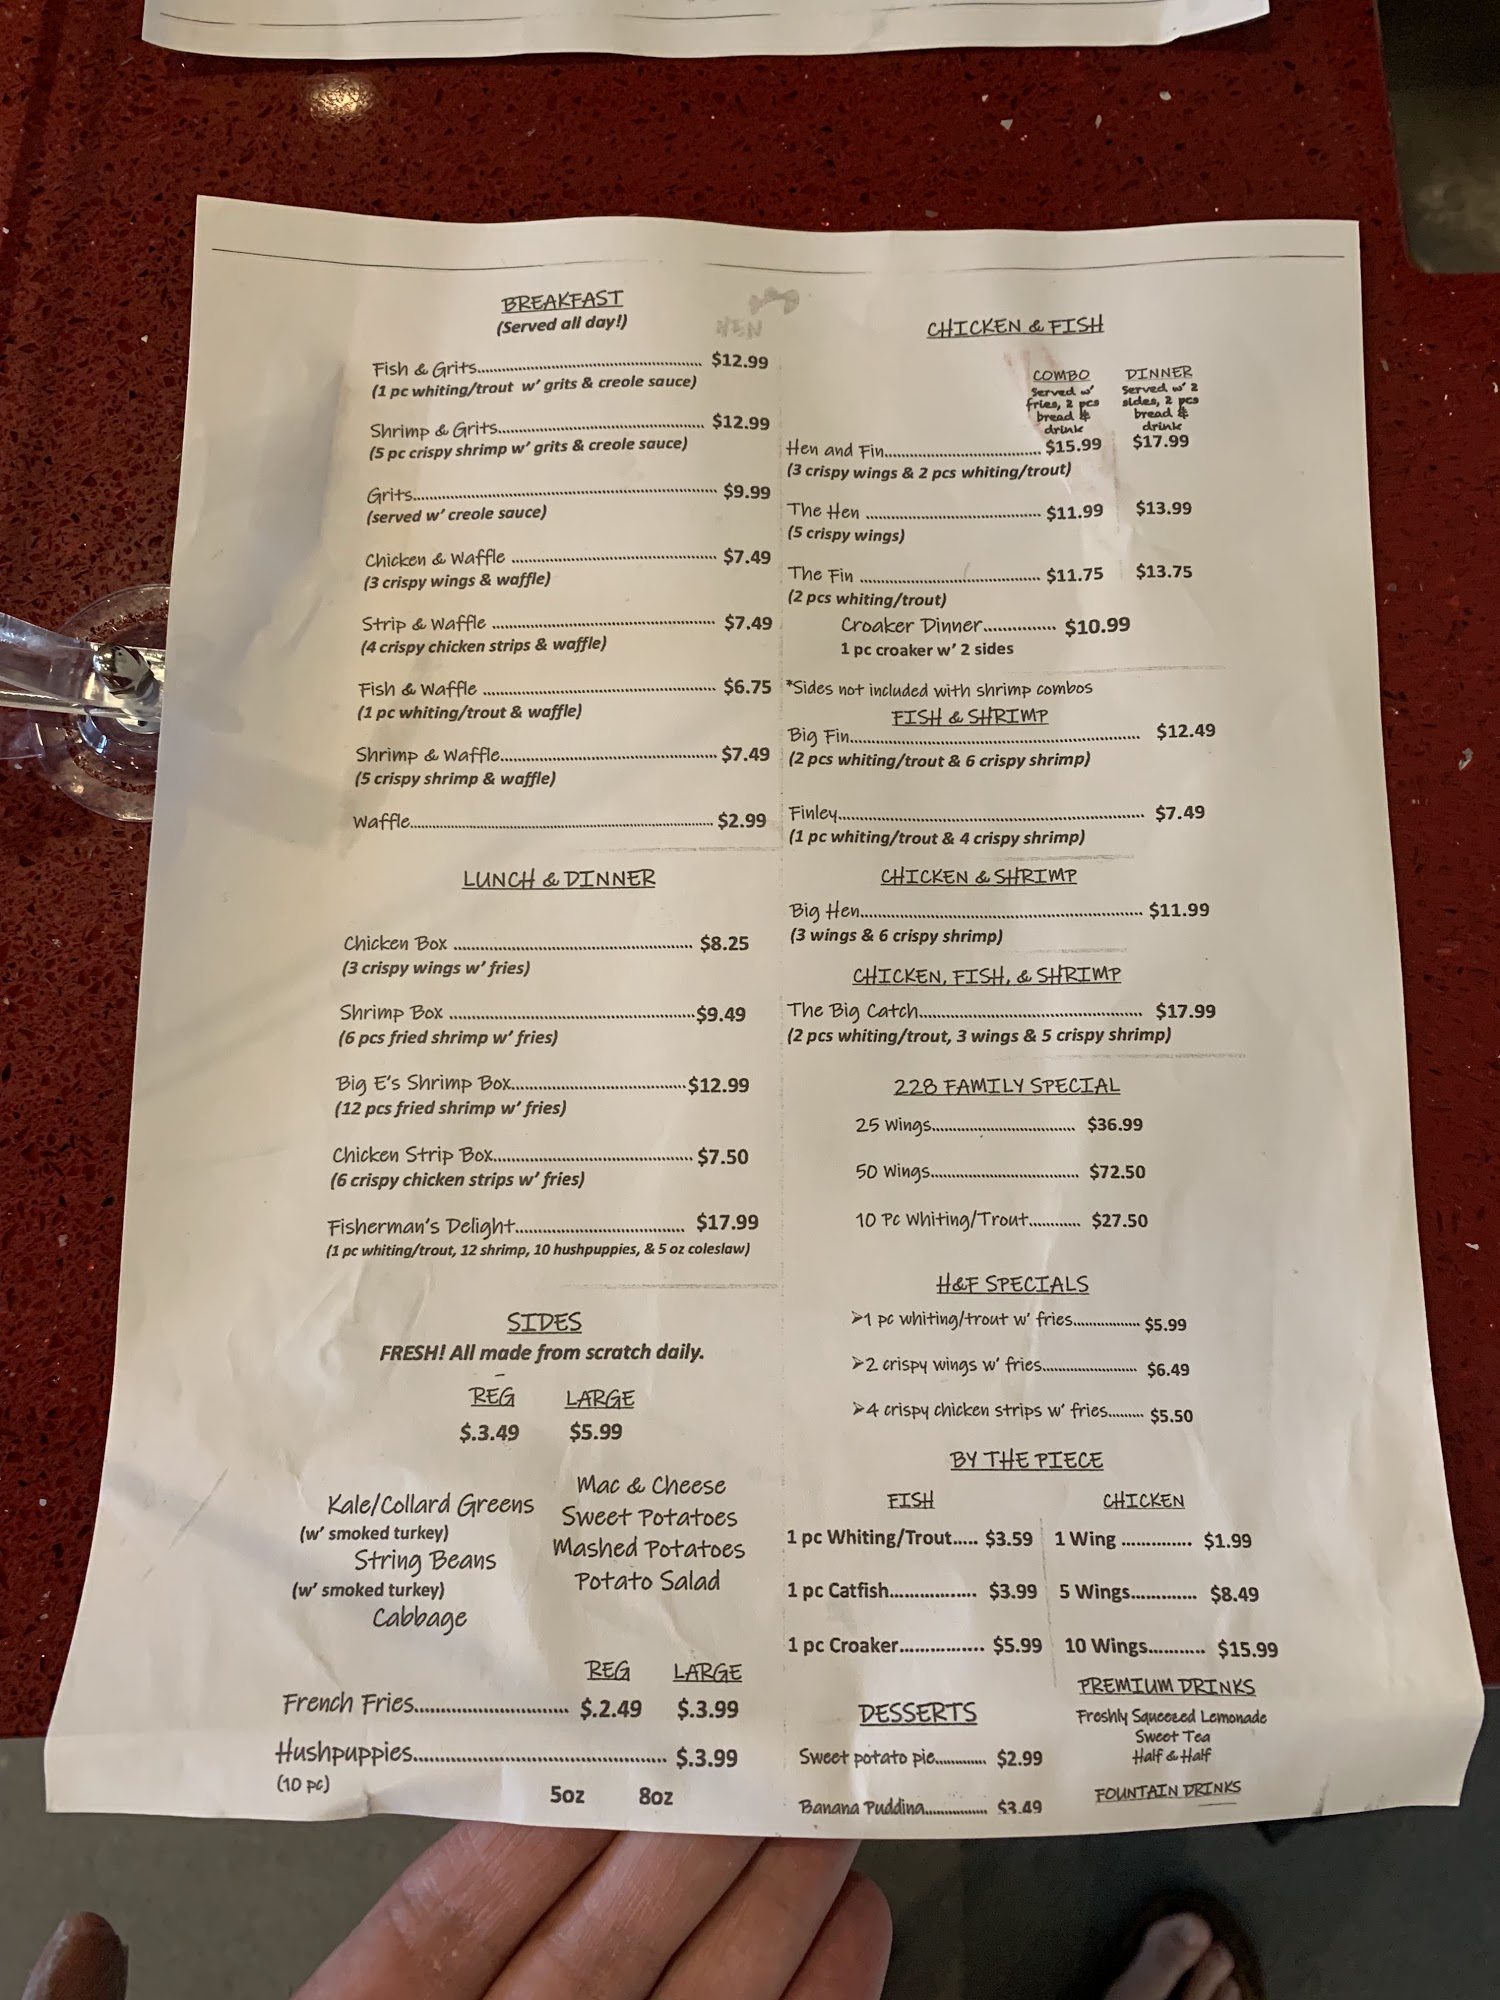 BREAKFAST
(Served all day!)
Fish & Grits........................................ $12.99
(1 pc whiting/trout w' grits & creole sauce)
Shrimp & Grits..................................... $12.99
(5 pc crispy shrimp w' grits & creole sauce)
Grits.................................................... $9.99
(served w' creole sauce)
Chicken & Waffle .................................. $7.49
(3 crispy wings & waffle)
Strip & Waffle ..................................... $7.49
(4 crispy chicken strips & waffle)
Fish & Waffle ...................................... $6.75
(1 pc whiting/trout & waffle)
Shrimp & Waffle................................... $7.49
(5 crispy shrimp & waffle)
Waffle.................................................. $2.99
LUNCH & DINNER
Chicken Box ........................................ $8.25
(3 crispy wings w' fries)
Shrimp Box .........................................$9.49
(6 pcs fried shrimp w' fries)
Big E's Shrimp Box...............................$12.99
(12 pcs fried shrimp w' fries)
Chicken Strip Box................................. $7.50
(6 crispy chicken strips w' fries)
Fisherman's Delight............................. $17.99
(1 pc whiting/trout, 12 shrimp, 10 hushpuppies, & 5 oz coleslaw)
SIDES
FRESH! All made from scratch daily.
REG LARGE
$.3.49 $5.99
Kale/Collard Greens
(w' smoked turkey)
String Beans
(w' smoked turkey)
Cabbage
Mac & Cheese
Sweet Potatoes
Mashed Potatoes
Potato Salad
REG LARGE
French Fries.......................... $.2.49 $.3.99
Hushpuppies........................................... $.3.99
(10 pc)
5oz 8oz
CHICKEN & FISH
COMBO
Served w'
fries, 2 pcs
bread &
drink
DINNER
Served w' 2
sides, 2 pcs
bread &
drink
Hen and Fin............................... $15.99 $17.99
(3 crispy wings & 2 pcs whiting/trout)
The Hen ................................... $11.99 $13.99
(5 crispy wings)
The Fin .................................... $11.75 $13.75
(2 pcs whiting/trout)
Croaker Dinner.............. $10.99
1 pc croaker w' 2 sides
*Sides not included with shrimp combos
FISH & SHRIMP
Big Fin.......................................................... $12.49
(2 pcs whiting/trout & 6 crispy shrimp)
Finley............................................................ $7.49
(1 pc whiting/trout & 4 crispy shrimp)
CHICKEN & SHRIMP
Big Hen........................................................ $11.99
(3 wings & 6 crispy shrimp)
CHICKEN, FISH, & SHRIMP
The Big Catch............................................. $17.99
(2 pcs whiting/trout, 3 wings & 5 crispy shrimp)
228 FAMILY SPECIAL
25 Wings............................. $36.99
50 Wings.............................. $72.50
10 Pc Whiting/Trout........... $27.50
H&F SPECIALS
➢1 pc whiting/trout w' fries................ $5.99
➢2 crispy wings w' fries...................... $6.49
➢4 crispy chicken strips w' fries......... $5.50
BY THE PIECE
FISH
1 pc Whiting/Trout..... $3.59
1 pc Catfish................. $3.99
1 pc Croaker................ $5.99
CHICKEN
1 Wing .............. $1.99
5 Wings............. $8.49
10 Wings........... $15.99
DESSERTS
Sweet potato pie............. $2.99
Banana Pudding................ $3.49
PREMIUM DRINKS
Freshly Squeezed Lemonade
Sweet Tea
Half & Half
FOUNTAIN DRINKS